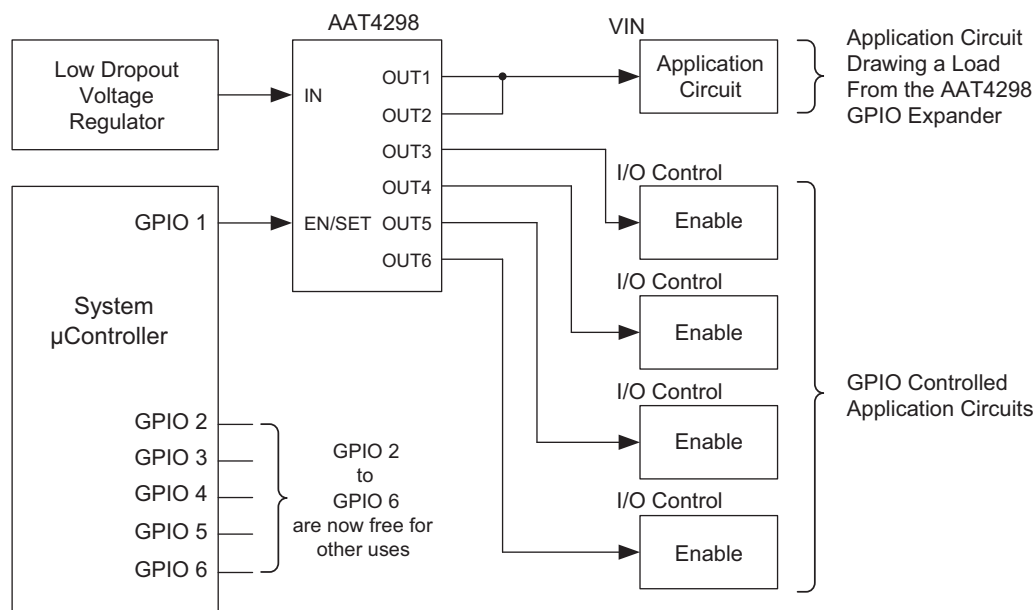 AAT4298
Low Dropout
Voltage
Regulator
IN
EN/SET
OUT1
OUT2
OUT3
OUT4
OUT5
OUT6
VIN
Application
Circuit
Application Circuit
Drawing a Load
From the AAT4298
GPIO Expander
I/O Control
Enable
I/O Control
Enable
I/O Control
Enable
I/O Control
Enable
GPIO Controlled
Application Circuits
GPIO 1
System
µController
GPIO 2
GPIO 3
GPIO 4
GPIO 5
GPIO 6
GPIO 2
to
GPIO 6
are now free for
other uses